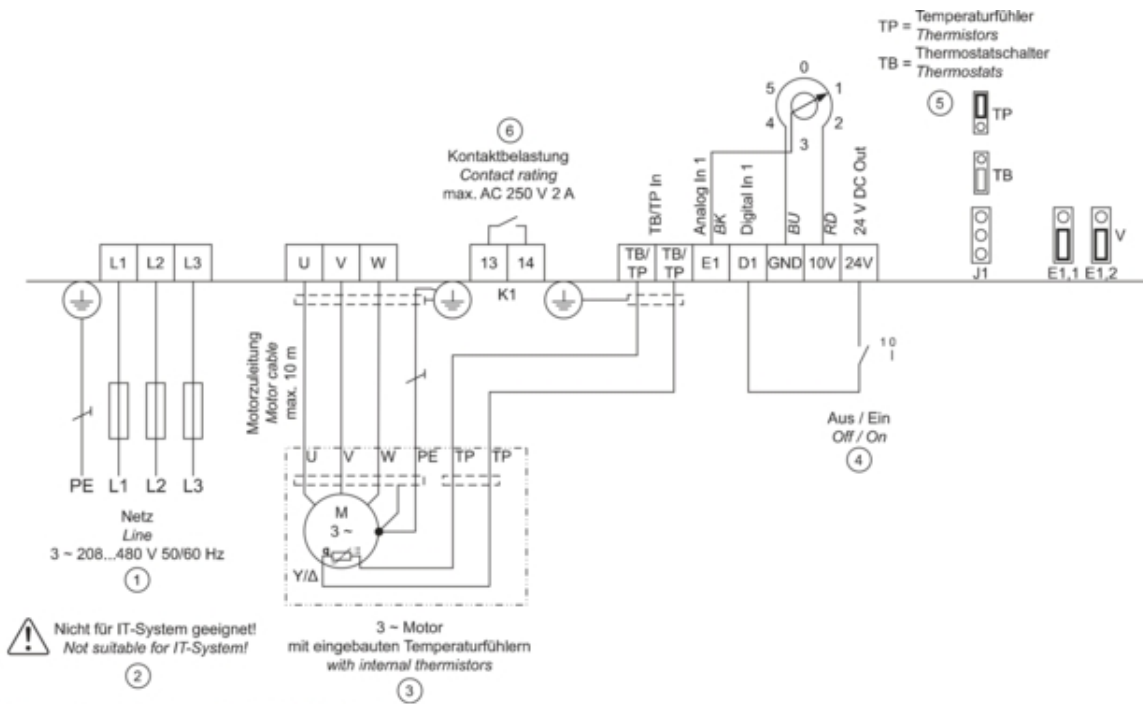 TP = Temperaturfühler
Thermistors
TB = Thermostatschalter
Thermostats
5
TP
TB
J1
E1,1 E1,2
V
0
5 1
4 2
3
6
Kontaktbelastung
Contact rating
max. AC 250 V 2 A
TB/TP In
Analog In 1
BK
Digital In 1
BU
RD
24 V DC Out
L1 L2 L3
U V W
13 14
K1
TB/TP TB/TP E1 D1 GND 10V 24V
Motorzuleitung
Motor cable
max. 10 m
1 0
I
Aus / Ein
Off / On
4
U V W PE TP TP
M
3 ~
Y/Δ
PE L1 L2 L3
Netz
Line
3 ~ 208...480 V 50/60 Hz
1
Nicht für IT-System geeignet!
Not suitable for IT-System!
2
3 ~ Motor
mit eingebauten Temperaturfühlern
with internal thermistors
3